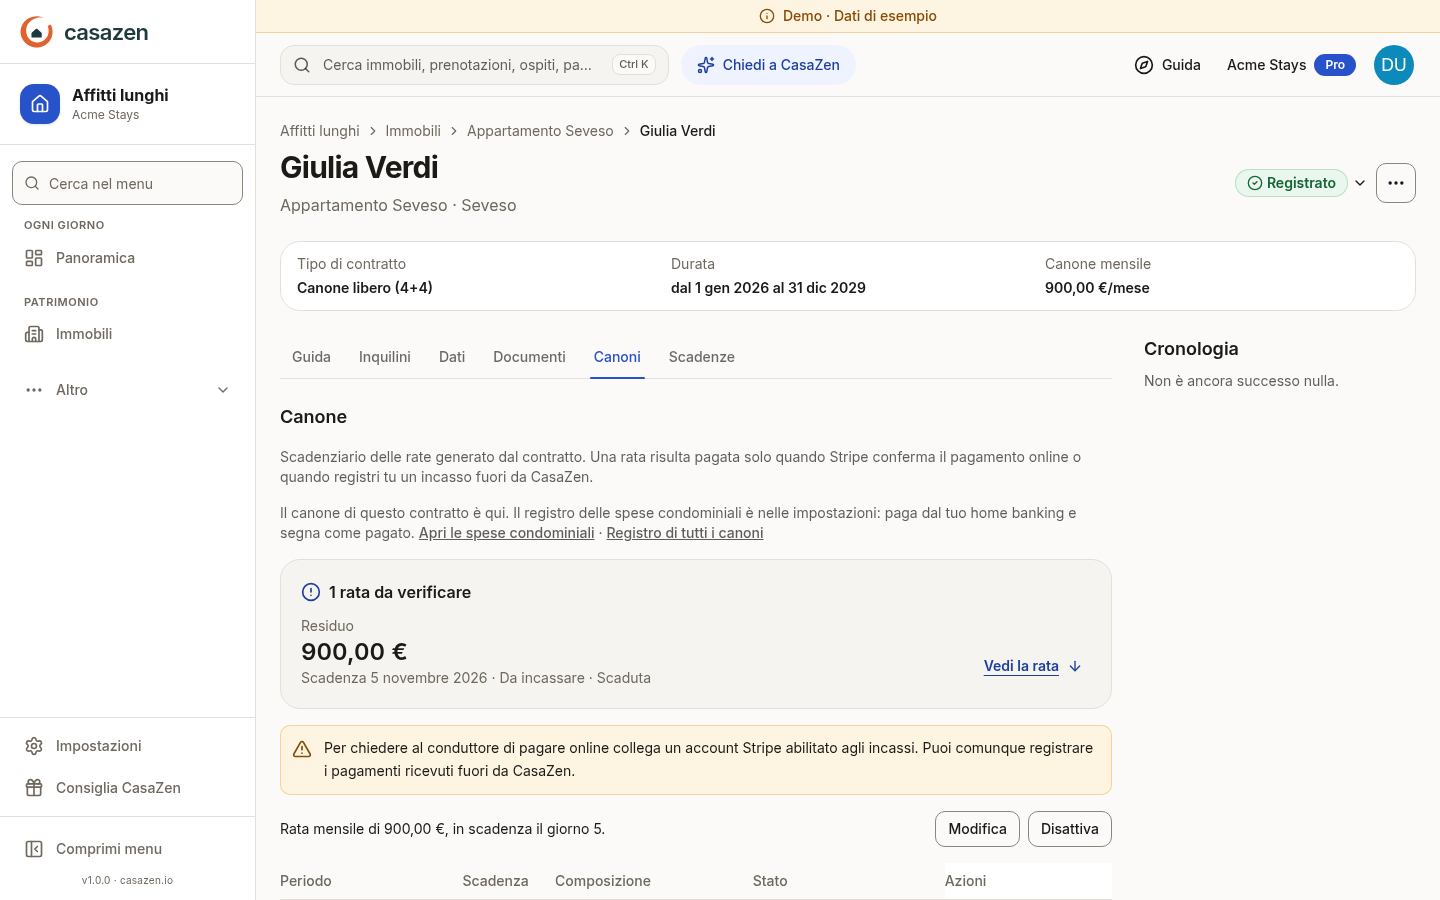 casazen
Affitti lunghi
Acme Stays
Cerca nel menu
OGNI GIORNO
Panoramica
PATRIMONIO
Immobili
Altro
Impostazioni
Consiglia CasaZen
Comprimi menu
v1.0.0 · casazen.io
Demo · Dati di esempio
Cerca immobili, prenotazioni, ospiti, pa... Ctrl K
Chiedi a CasaZen
Guida
Acme Stays Pro
DU
Affitti lunghi > Immobili > Appartamento Seveso > Giulia Verdi
Giulia Verdi
Appartamento Seveso · Seveso
Registrato
Tipo di contratto
Canone libero (4+4)
Durata
dal 1 gen 2026 al 31 dic 2029
Canone mensile
900,00 €/mese
Guida Inquilini Dati Documenti Canoni Scadenze
Canone
Scadenziario delle rate generato dal contratto. Una rata risulta pagata solo quando Stripe conferma il pagamento online o
quando registri tu un incasso fuori da CasaZen.
Il canone di questo contratto è qui. Il registro delle spese condominiali è nelle impostazioni: paga dal tuo home banking e
segna come pagato. Apri le spese condominiali · Registro di tutti i canoni
1 rata da verificare
Residuo
900,00 €
Scadenza 5 novembre 2026 · Da incassare · Scaduta
Vedi la rata
Per chiedere al conduttore di pagare online collega un account Stripe abilitato agli incassi. Puoi comunque registrare
i pagamenti ricevuti fuori da CasaZen.
Rata mensile di 900,00 €, in scadenza il giorno 5.
Modifica
Disattiva
Periodo Scadenza Composizione Stato Azioni
Cronologia
Non è ancora successo nulla.